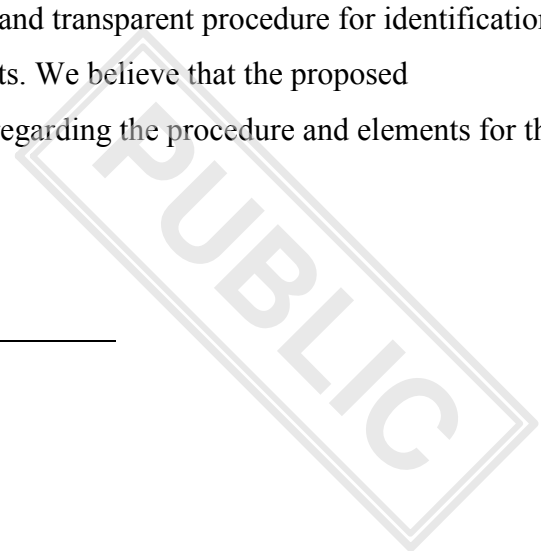 and transparent procedure for identification
ts. We believe that the proposed
egarding the procedure and elements for th
PUBLIC